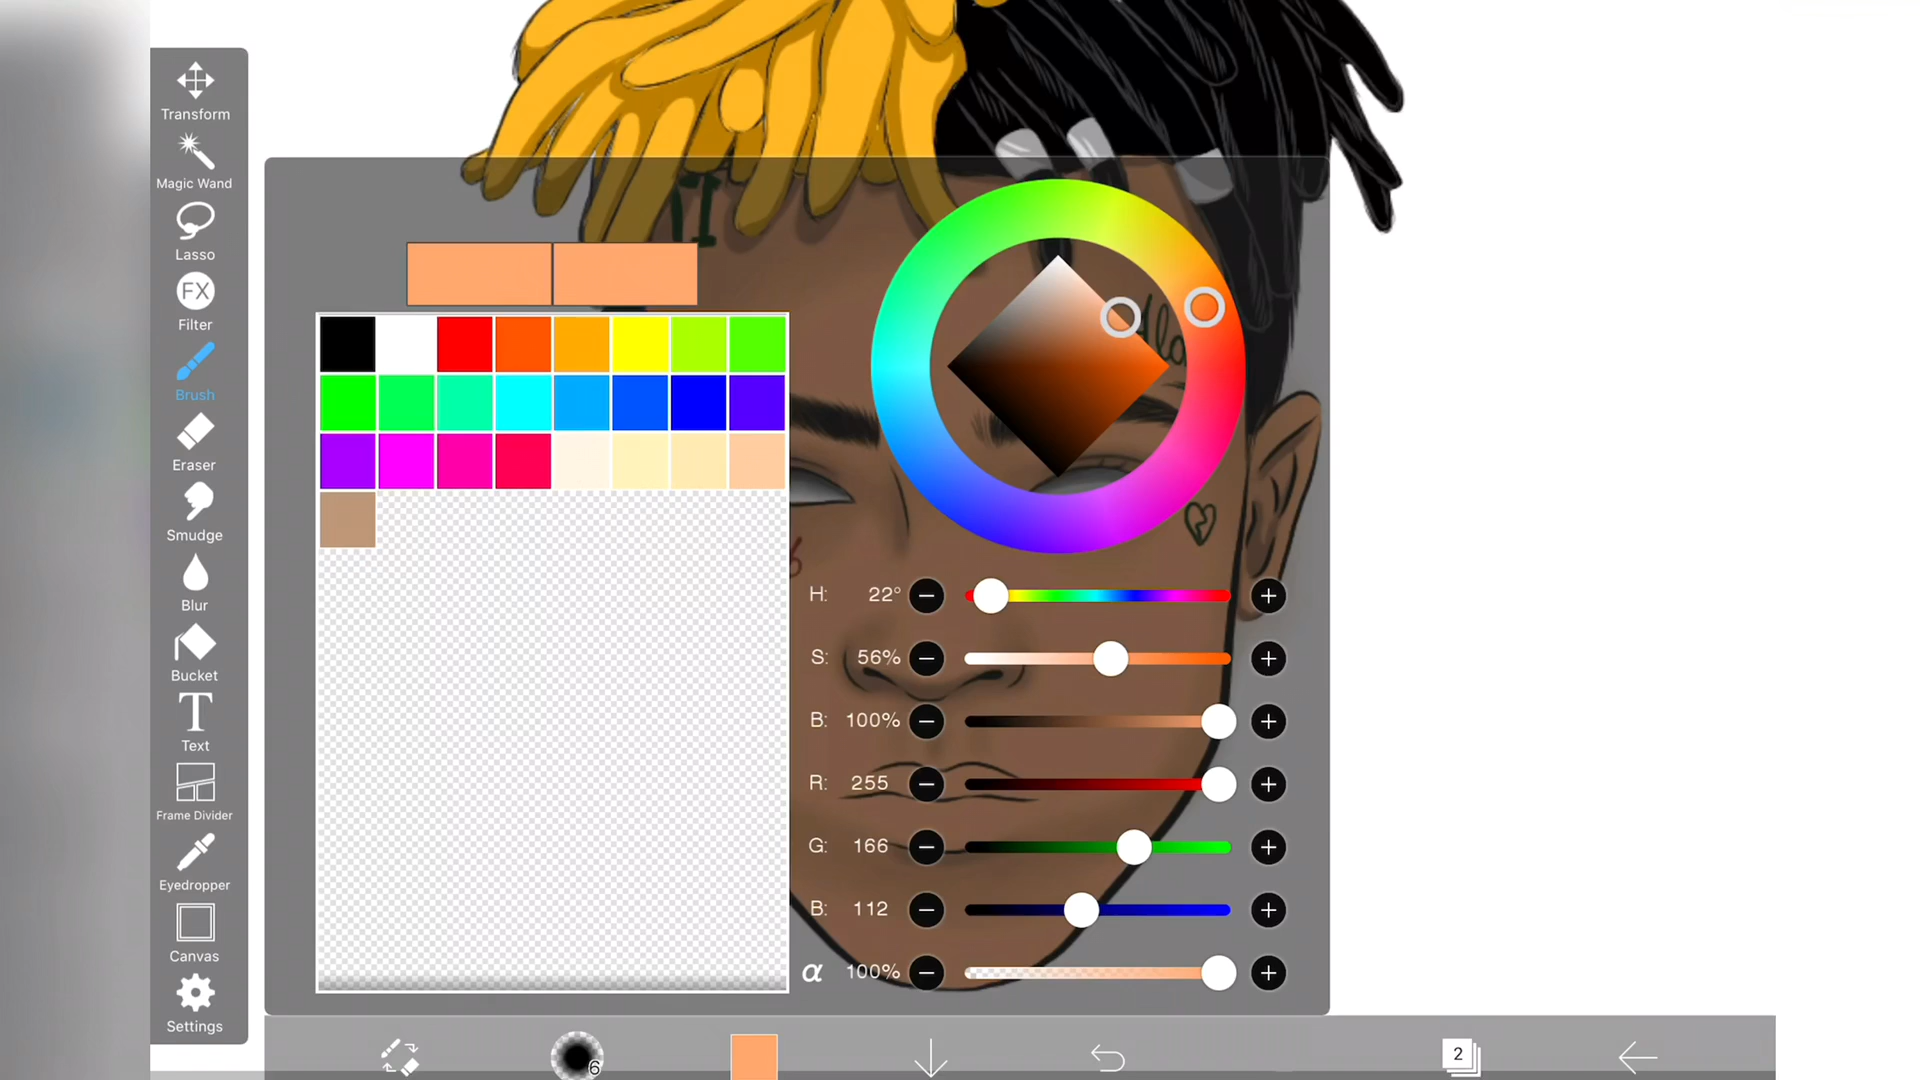 Transform
Magic Wand
Lasso
FX
Filter
Brush
Eraser
Smudge
Blur
Bucket
T
Text
Frame Divider
Eyedropper
Canvas
Settings
H: 22°
S: 56%
B: 100%
R: 255
G: 166
B: 112
α 100%
6
2